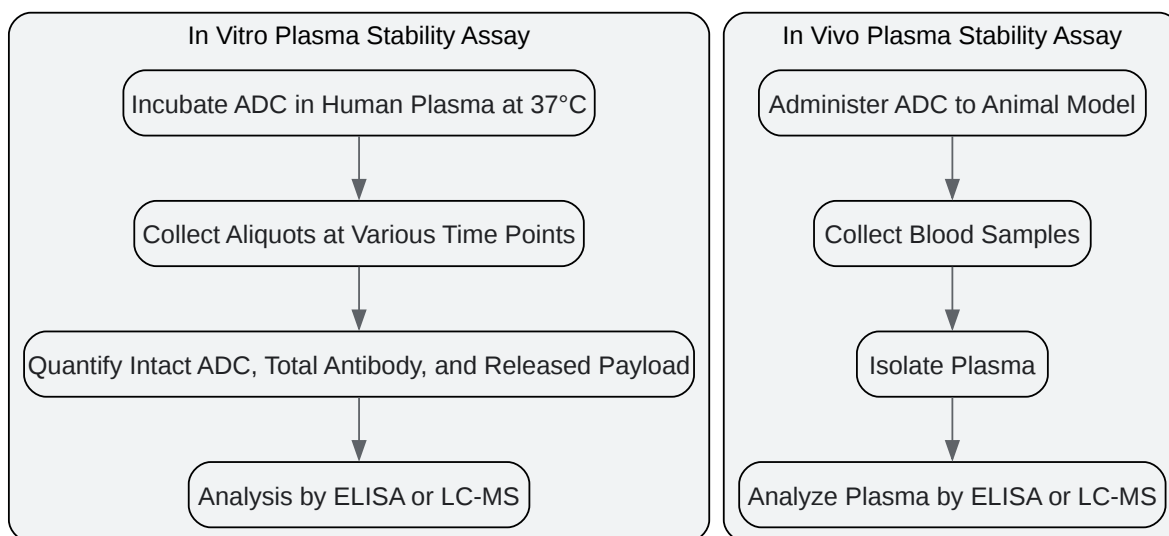 In Vitro Plasma Stability Assay
Incubate ADC in Human Plasma at 37°C
Collect Aliquots at Various Time Points
Quantify Intact ADC, Total Antibody, and Released Payload
Analysis by ELISA or LC-MS
In Vivo Plasma Stability Assay
Administer ADC to Animal Model
Collect Blood Samples
Isolate Plasma
Analyze Plasma by ELISA or LC-MS